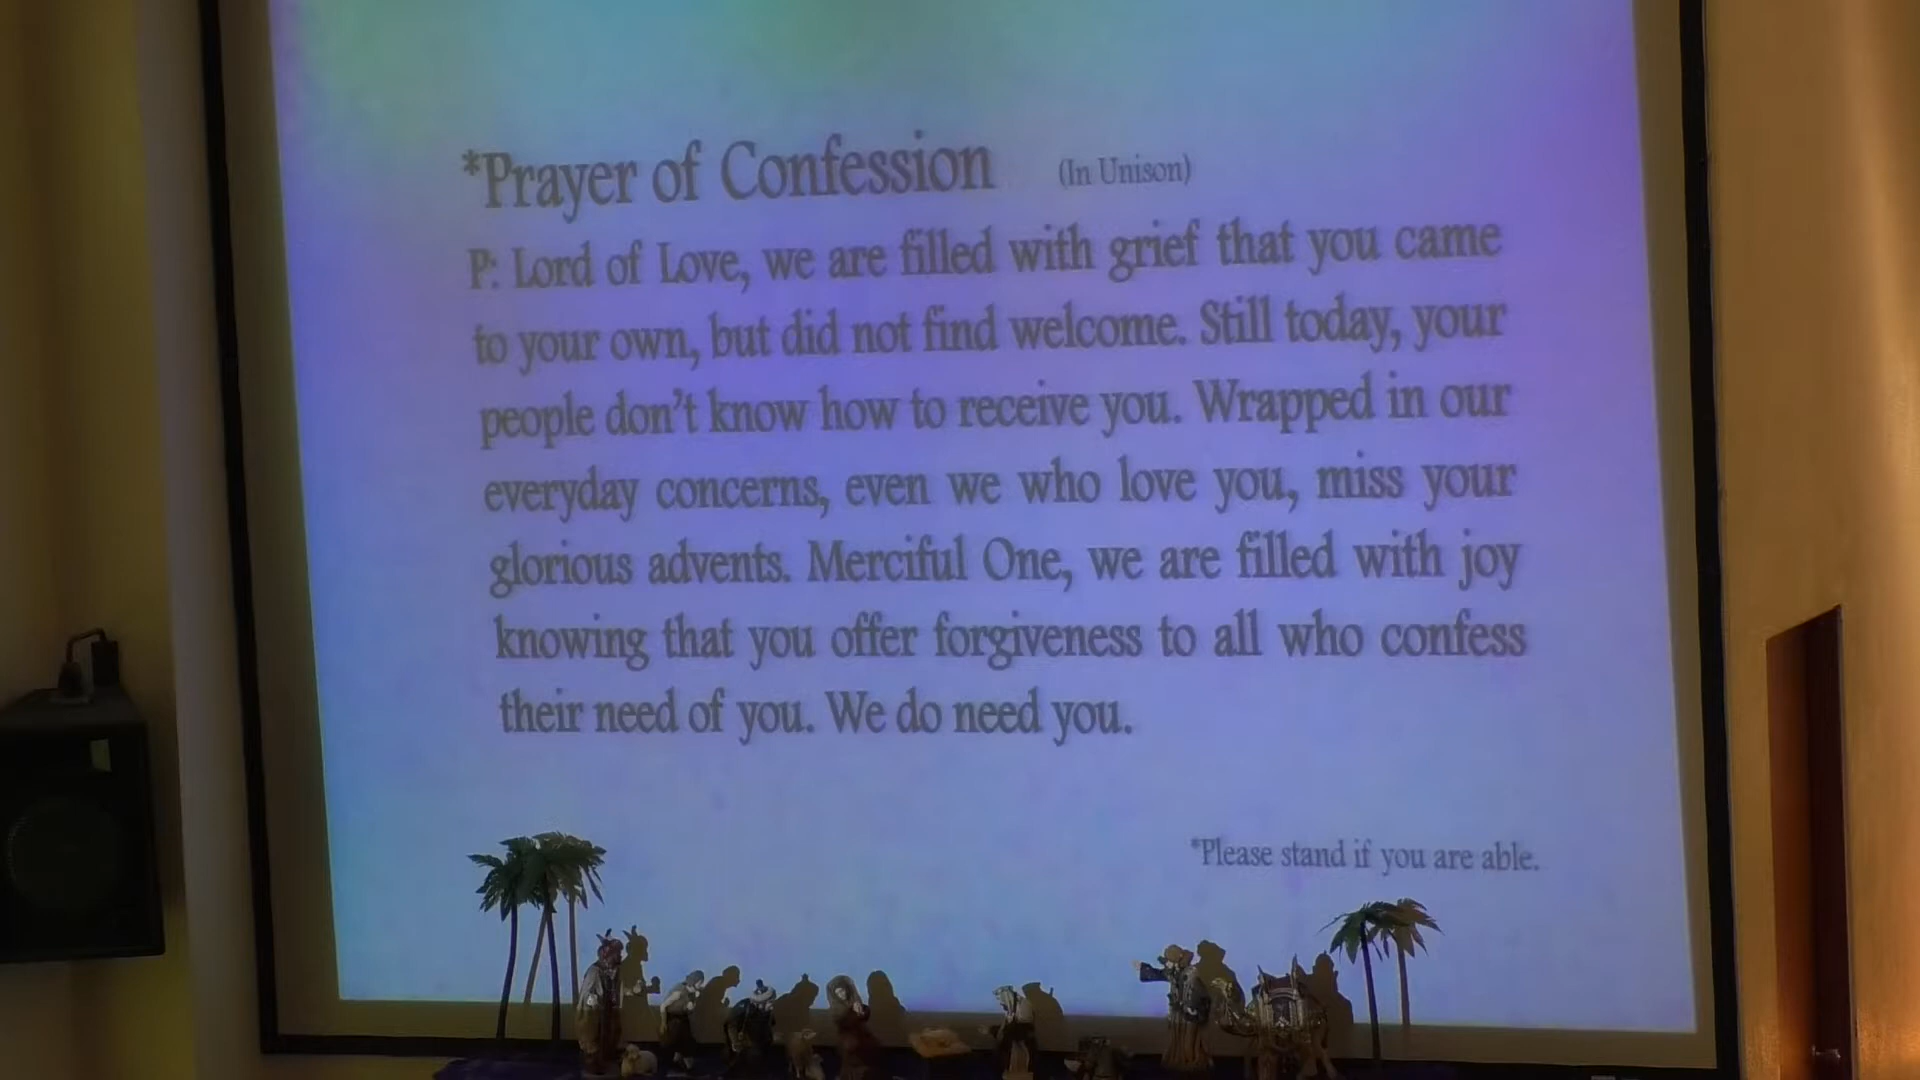 *Prayer of Confession (In Unison)
P: Lord of Love, we are filled with grief that you came
to your own, but did not find welcome. Still today, your
people don't know how to receive you. Wrapped in our
everyday concerns, even we who love you, miss your
glorious advents. Merciful One, we are filled with joy
knowing that you offer forgiveness to all who confess
their need of you. We do need you.
*Please stand if you are able.